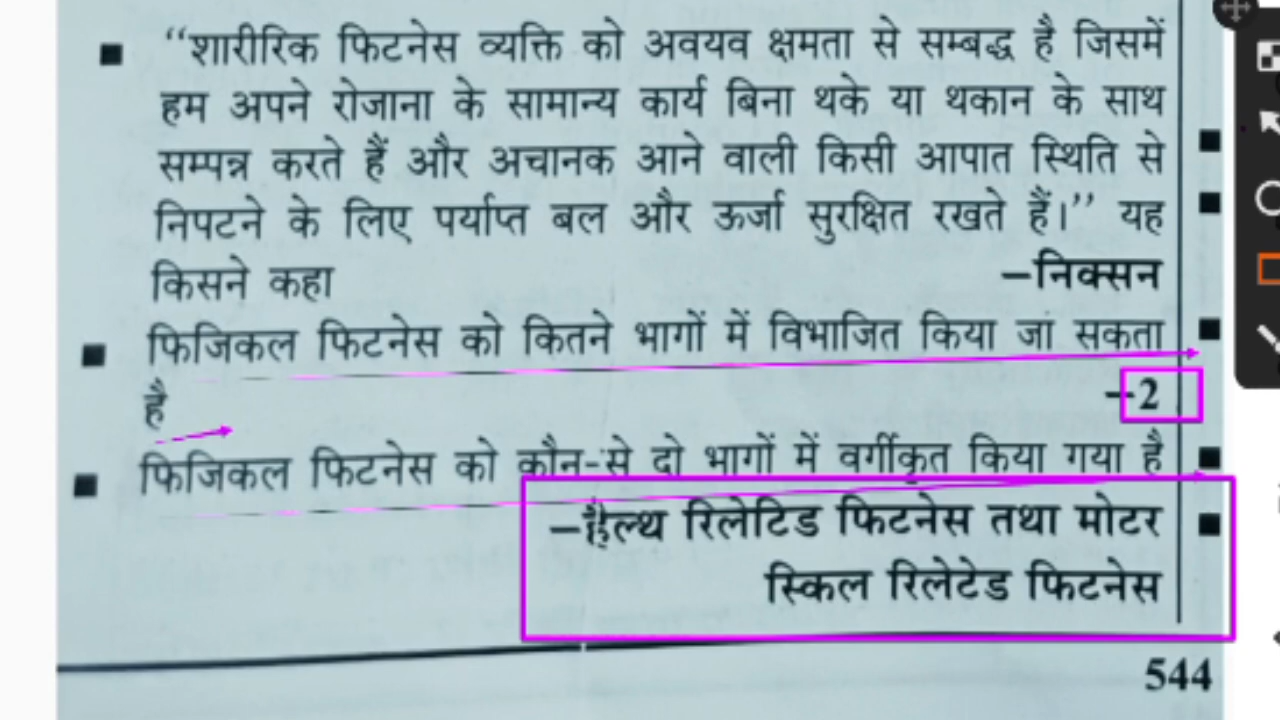 ■ “शारीरिक फिटनेस व्यक्ति को अवयव क्षमता से सम्बद्ध है जिसमें
हम अपने रोजाना के सामान्य कार्य बिना थके या थकान के साथ
सम्पन्न करते हैं और अचानक आने वाली किसी आपात स्थिति से
निपटने के लिए पर्याप्त बल और ऊर्जा सुरक्षित रखते हैं।” यह
किसने कहा –निक्सन
■ फिजिकल फिटनेस को कितने भागों में विभाजित किया जा सकता
है –2
■ फिजिकल फिटनेस को कौन-से दो भागों में वर्गीकृत किया गया है
–हैल्थ रिलेटिड फिटनेस तथा मोटर
स्किल रिलेटेड फिटनेस
544